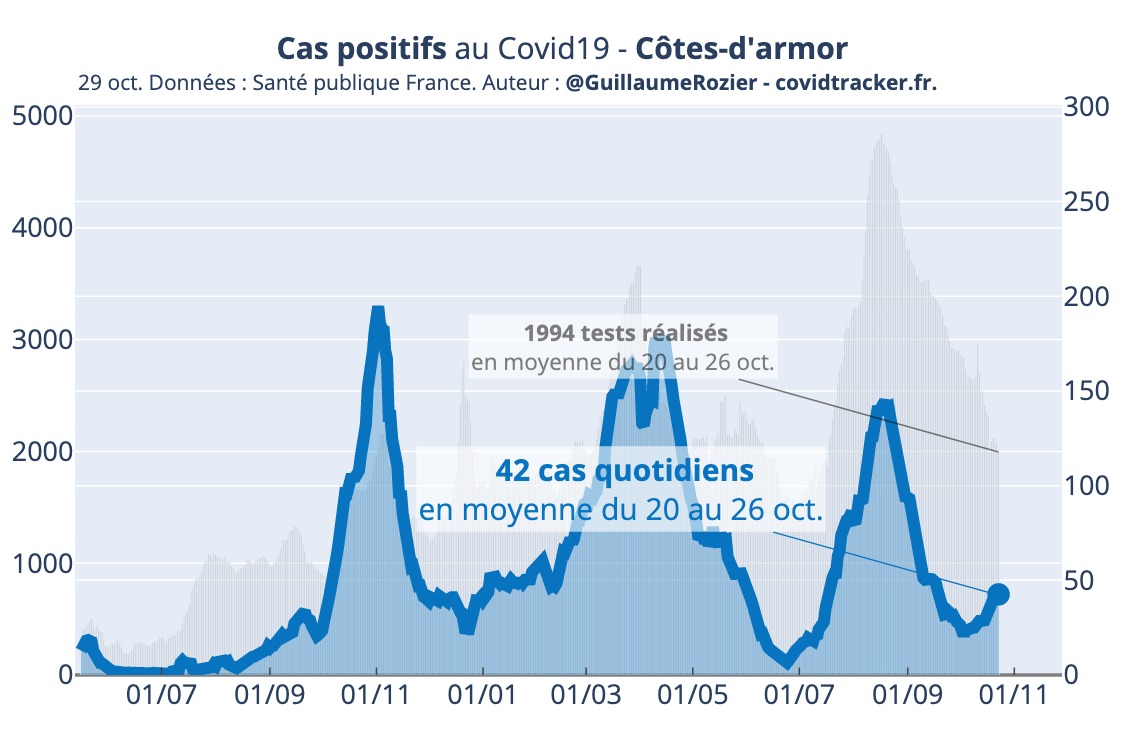 Cas positifs au Covid19 - Côtes-d'armor
29 oct. Données : Santé publique France. Auteur : @GuillaumeRozier - covidtracker.fr.
5000
4000
3000
2000
1000
0
300
250
200
150
100
50
0
1994 tests réalisés
en moyenne du 20 au 26 oct.
42 cas quotidiens
en moyenne du 20 au 26 oct.
01/07 01/09 01/11 01/01 01/03 01/05 01/07 01/09 01/11